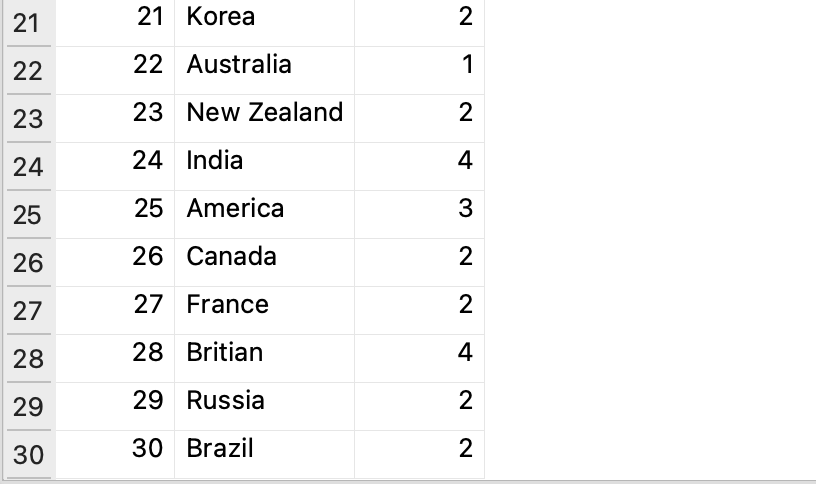 21 21 Korea 2
22 22 Australia 1
23 23 New Zealand 2
24 24 India 4
25 25 America 3
26 26 Canada 2
27 27 France 2
28 28 Britian 4
29 29 Russia 2
30 30 Brazil 2